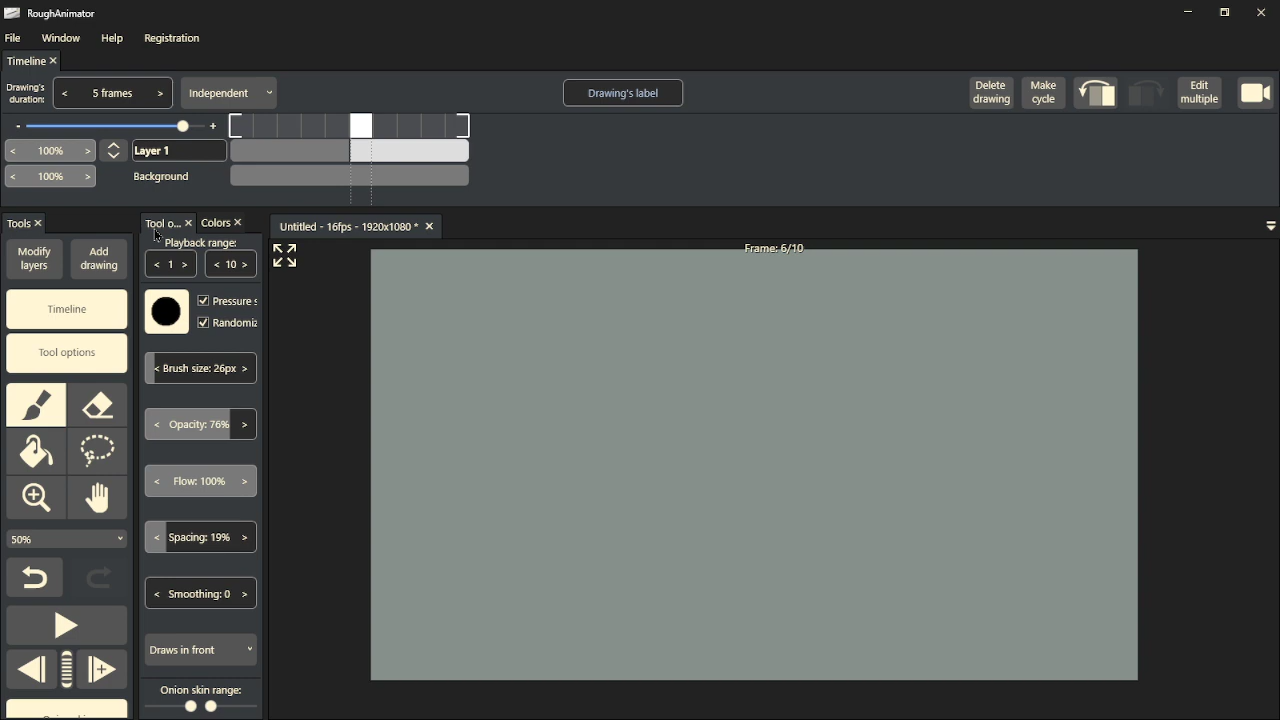 RoughAnimator
File Window Help Registration
Timeline
Drawing's duration: < 5 frames > Independent Drawing's label Delete drawing Make cycle Edit multiple
- +
< 100% > Layer 1
< 100% > Background
Tools
Tool o...
Colors
Untitled - 16fps - 1920x1080 *
Modify layers
Add drawing
Timeline
Tool options
50%
Playback range:
< 1 > < 10 >
Pressure s
Randomiz
< Brush size: 26px >
< Opacity: 76% >
< Flow: 100% >
< Spacing: 19% >
< Smoothing: 0 >
Draws in front
Onion skin range:
Frame: 6/10